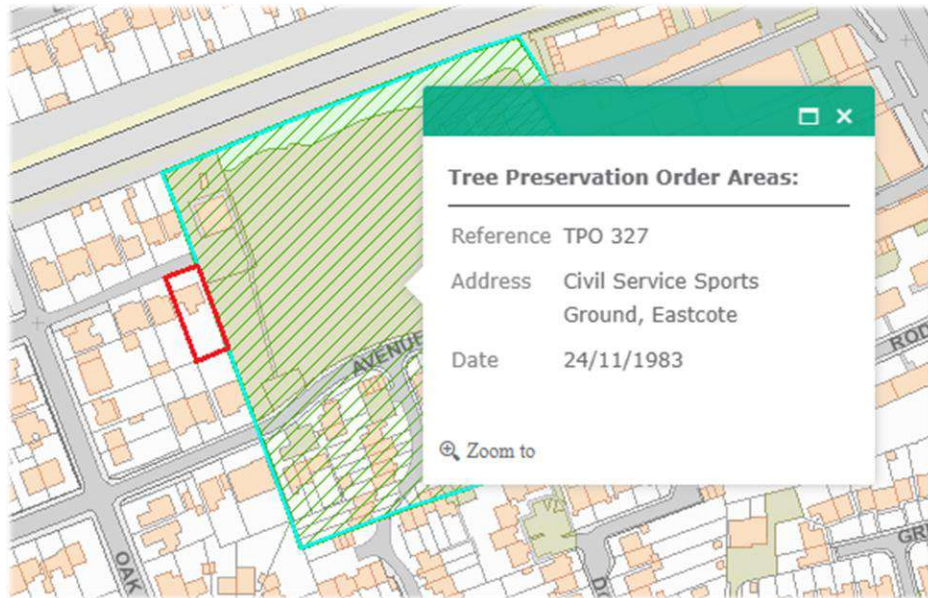 Tree Preservation Order Areas:
Reference TPO 327
Address Civil Service Sports
Ground, Eastcote
Date 24/11/1983
Zoom to
AVENUE
ROD
OAK
D
GR